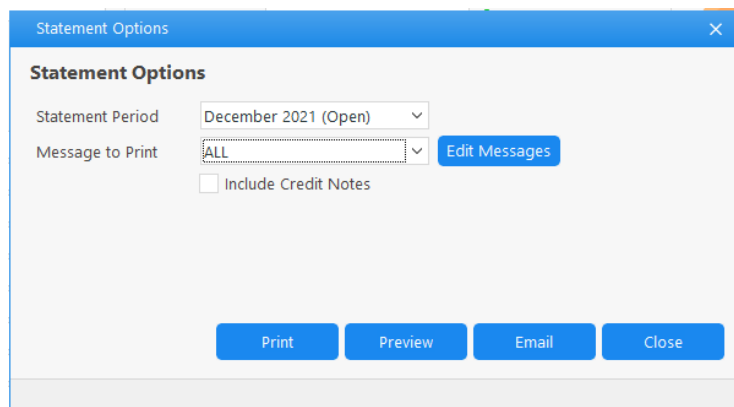 Statement Options
Statement Options
Statement Period December 2021 (Open)
Message to Print ALL Edit Messages
Include Credit Notes
Print Preview Email Close